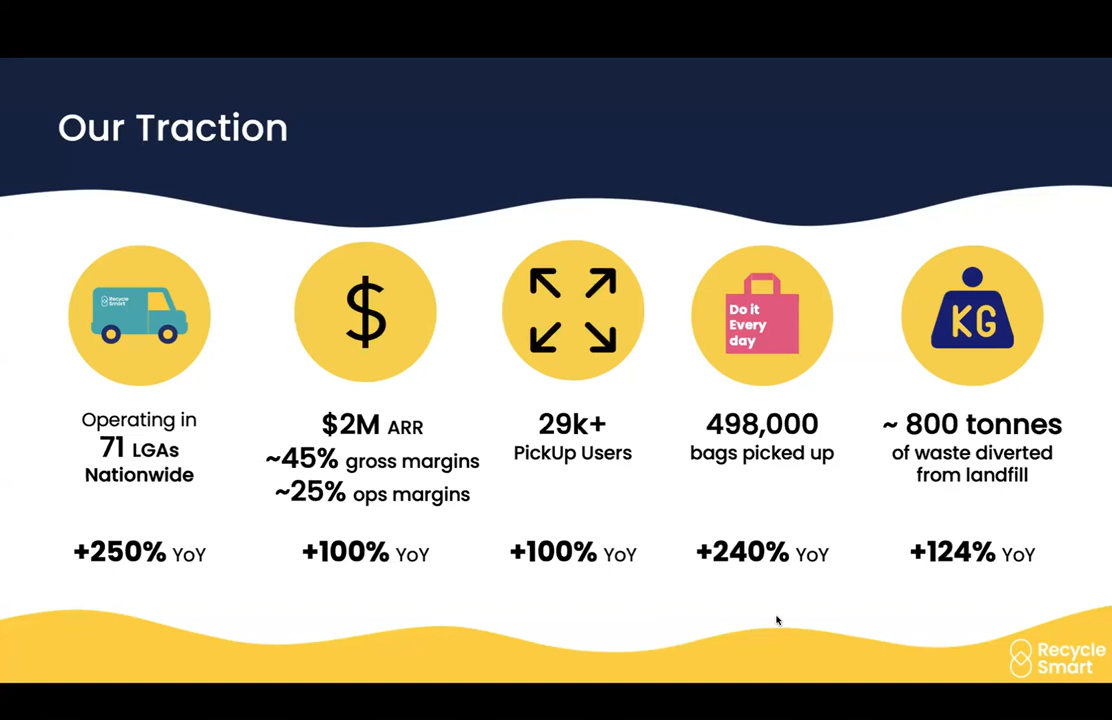 Our Traction
Recycle
Smart
Do it
Every
day
KG
Operating in
71 LGAs
Nationwide
+250% YoY
$
$2M ARR
~45% gross margins
~25% ops margins
+100% YoY
29k+
PickUp Users
+100% YoY
498,000
bags picked up
+240% YoY
~ 800 tonnes
of waste diverted
from landfill
+124% YoY
Recycle
Smart